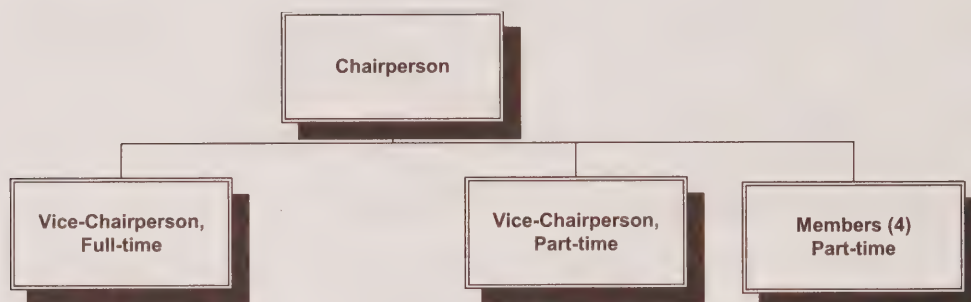 Chairperson
Vice-Chairperson,
Full-time
Vice-Chairperson,
Part-time
Members (4)
Part-time